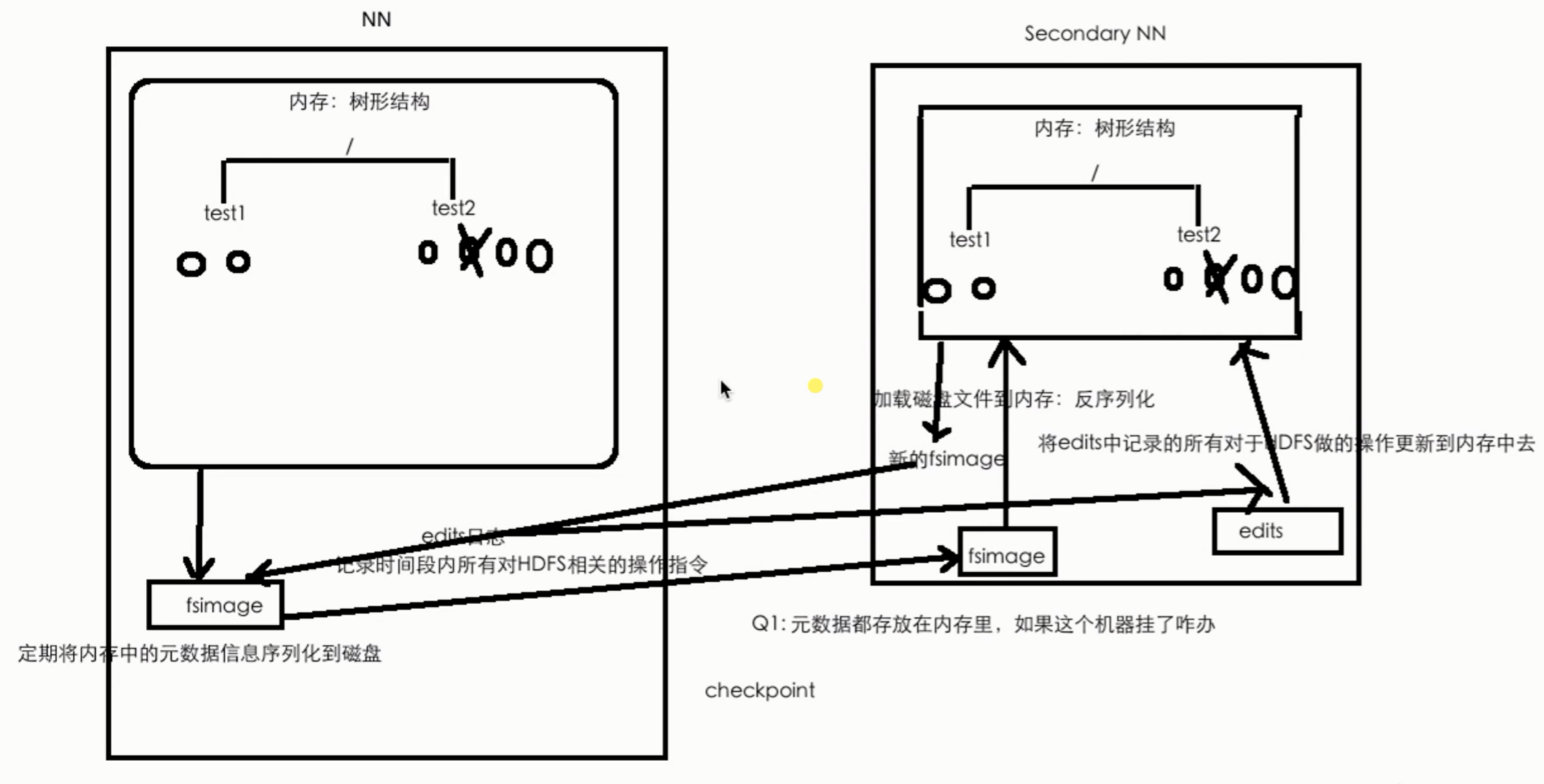 NN
内存：树形结构
/
test1
test2
edits日志
记录时间段内所有对HDFS相关的操作指令
fsimage
定期将内存中的元数据信息序列化到磁盘
Secondary NN
内存：树形结构
/
test1
test2
加载磁盘文件到内存：反序列化
将edits中记录的所有对于HDFS做的操作更新到内存中去
新的fsimage
edits
fsimage
Q1: 元数据都存放在内存里，如果这个机器挂了咋办
checkpoint